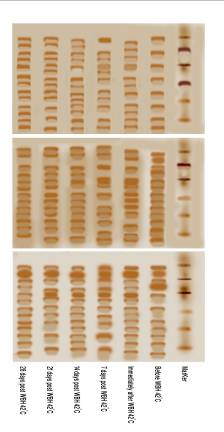 28 days post WBH 42°C
21 days post WBH 42°C
14 days post WBH 42°C
7 days post WBH 42°C
Immediately after WBH 42°C
Before WBH 42°C
Marker